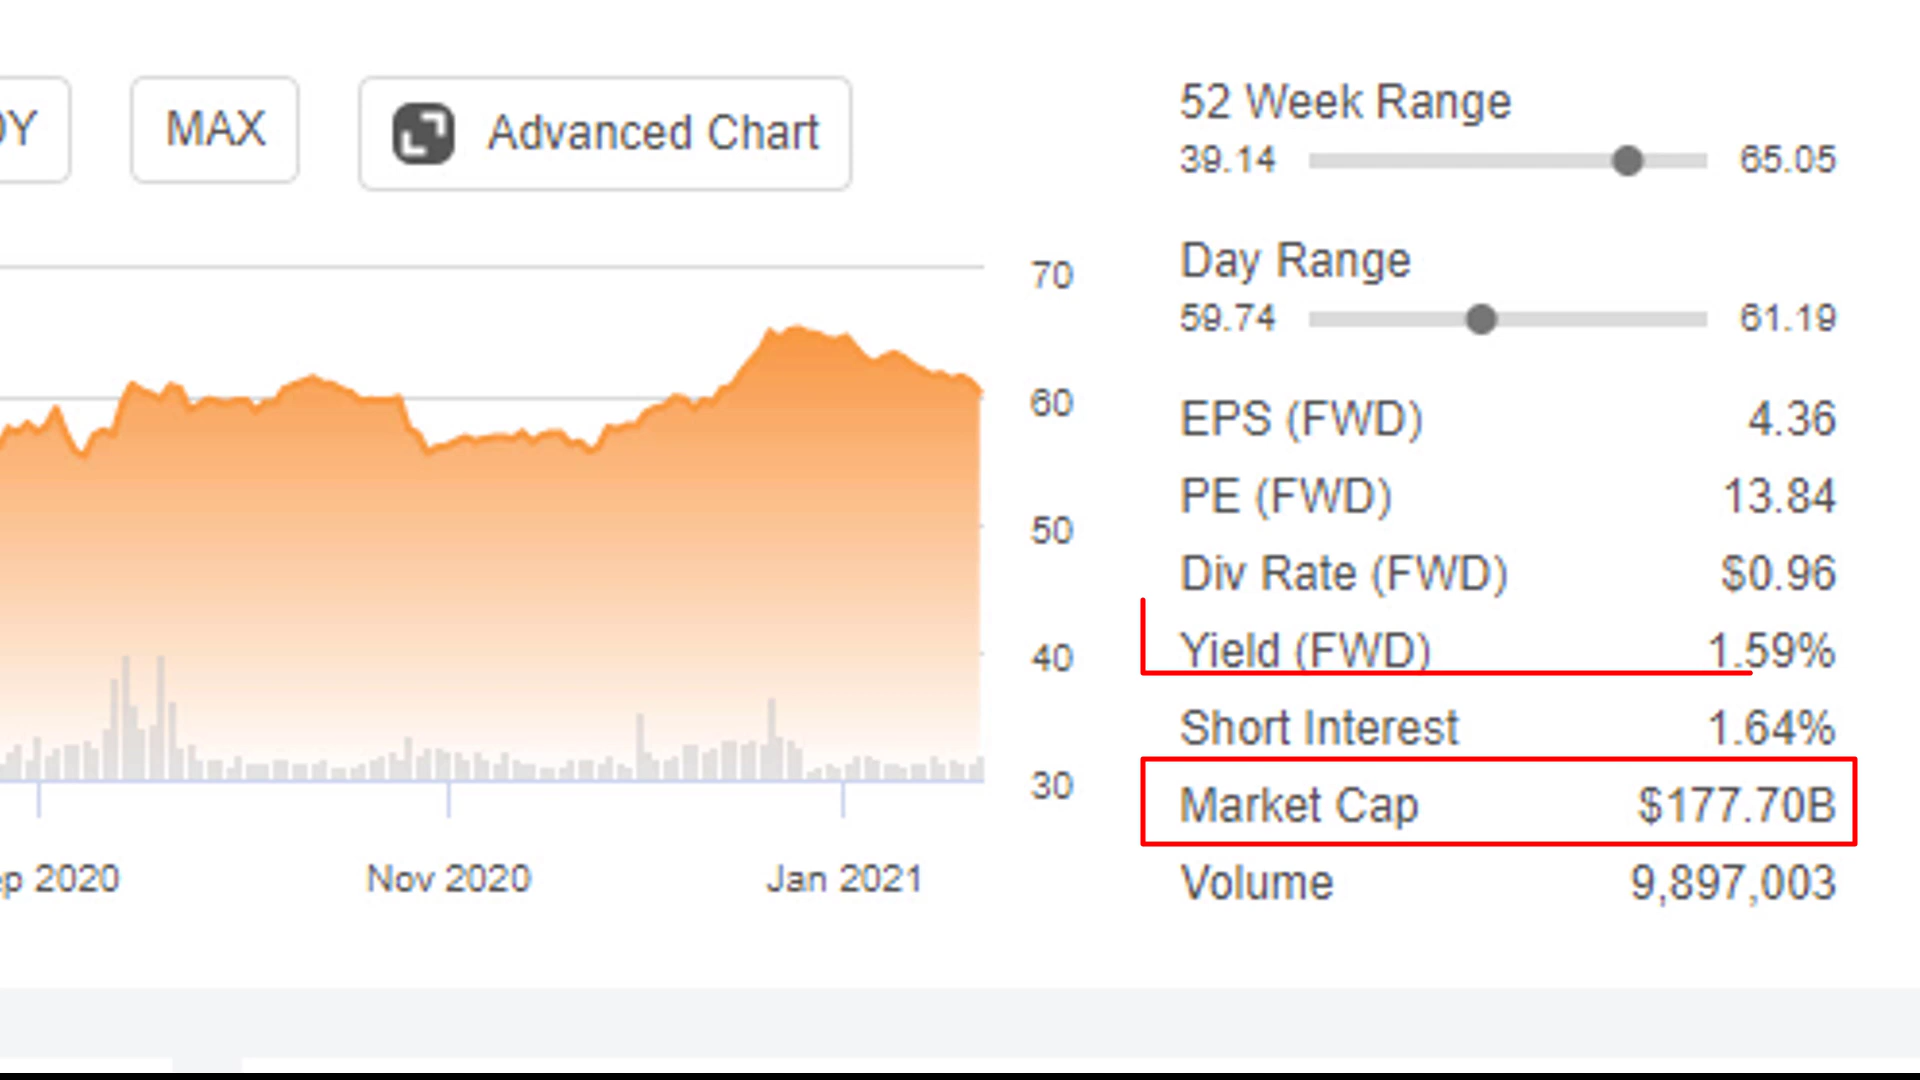 MAX
Advanced Chart
70
60
50
40
30
2020
Nov 2020
Jan 2021
52 Week Range
39.14 65.05
Day Range
59.74 61.19
EPS (FWD) 4.36
PE (FWD) 13.84
Div Rate (FWD) $0.96
Yield (FWD) 1.59%
Short Interest 1.64%
Market Cap $177.70B
Volume 9,897,003